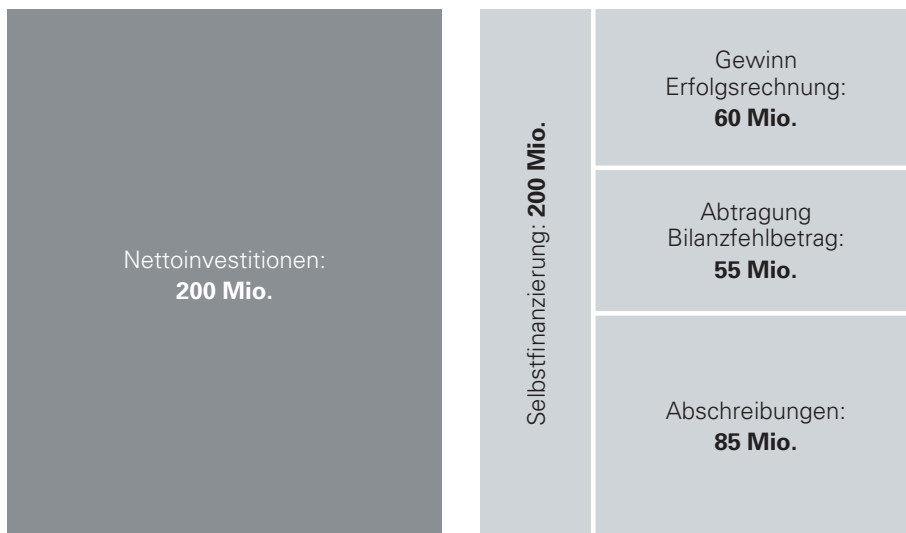 Nettoinvestitionen:
200 Mio.
Selbstfinanzierung: 200 Mio.
Gewinn
Erfolgsrechnung:
60 Mio.
Abtragung
Bilanzfehlbetrag:
55 Mio.
Abschreibungen:
85 Mio.